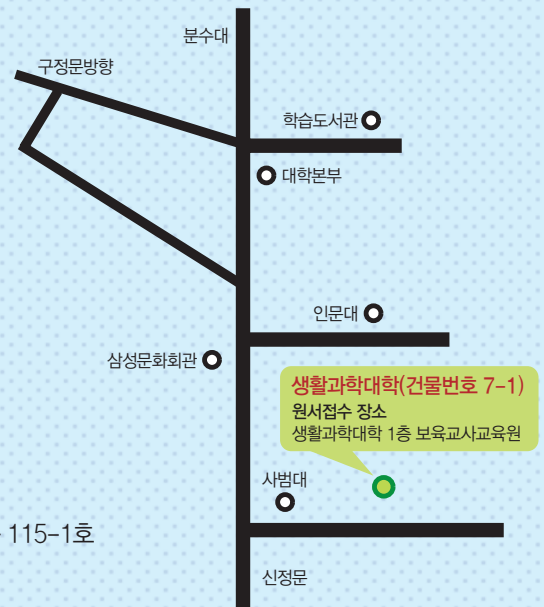 분수대
구정문방향
학습도서관
대학본부
인문대
삼성문화회관
생활과학대학(건물번호 7-1)
원서접수 장소
생활과학대학 1층 보육교사교육원
사범대
115-1호
신정문